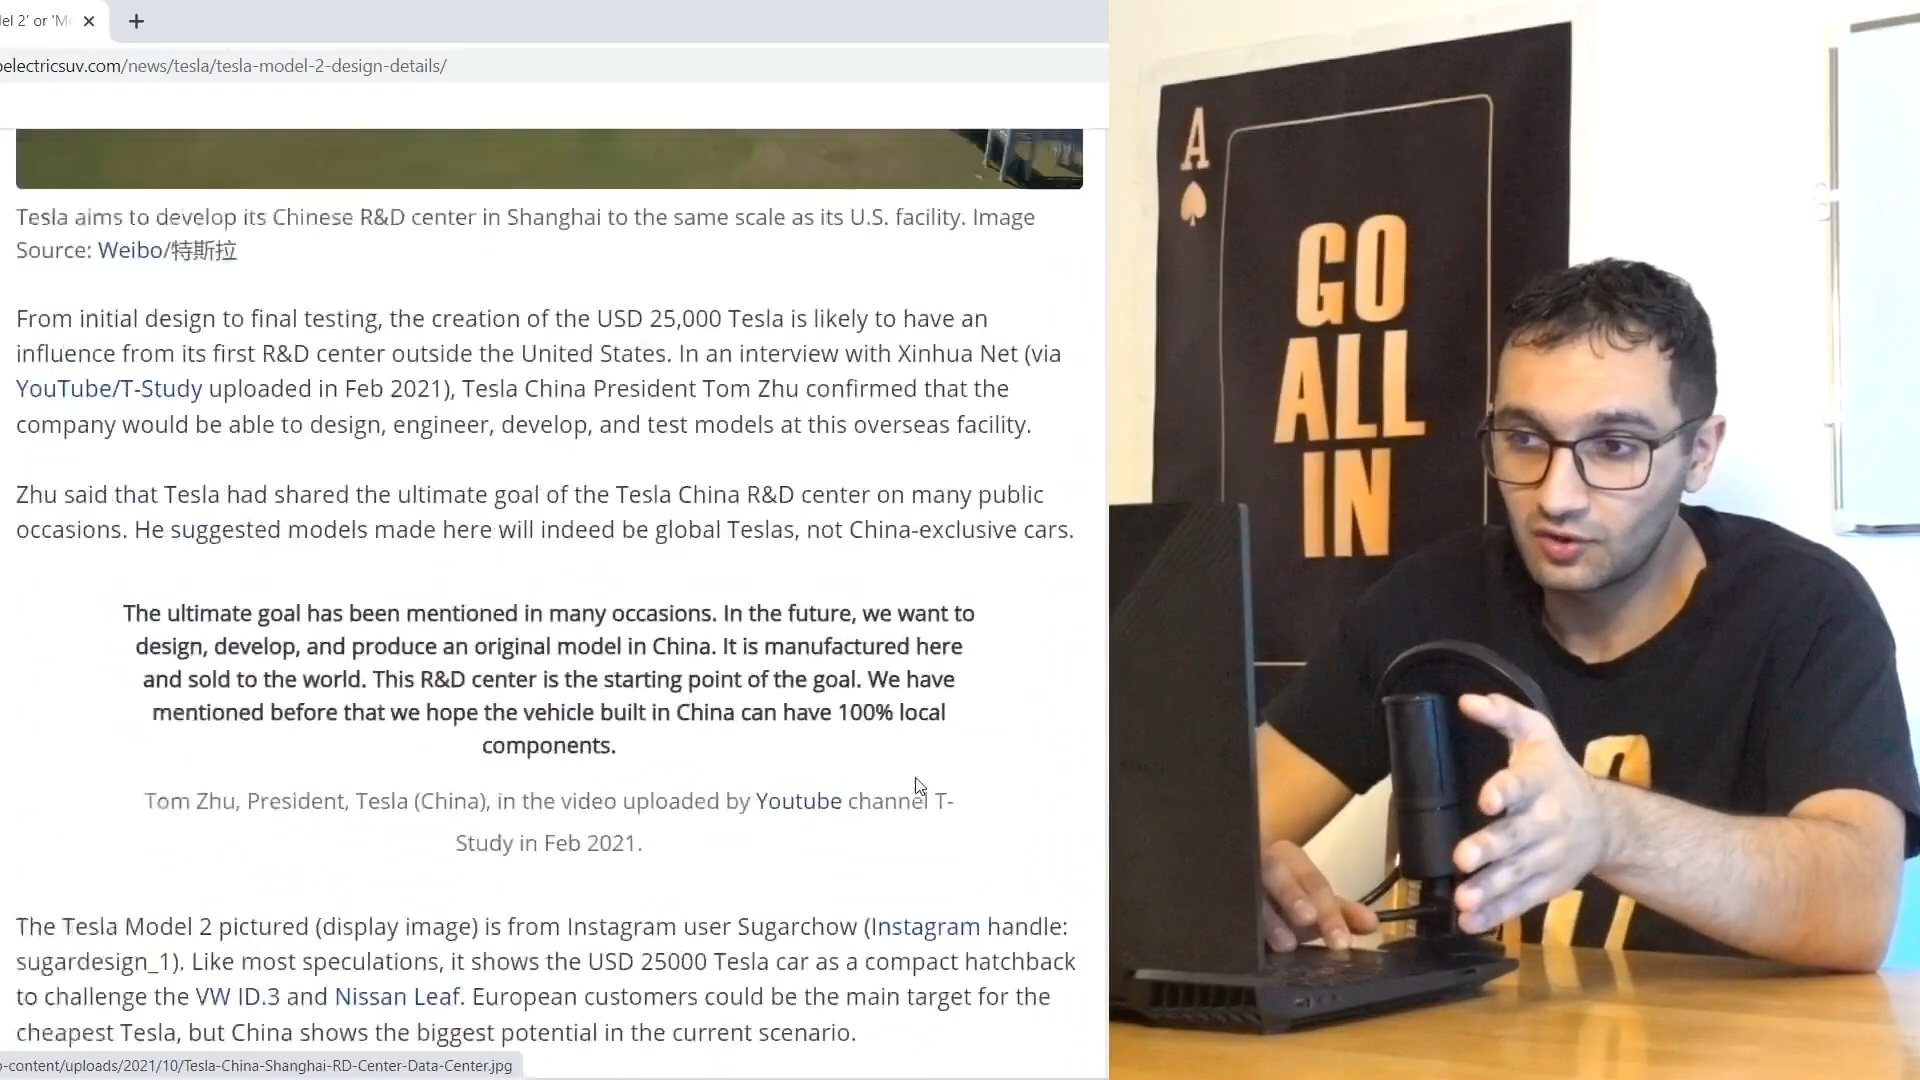 el 2' or 'M
electricsuv.com/news/tesla/tesla-model-2-design-details/
Tesla aims to develop its Chinese R&D center in Shanghai to the same scale as its U.S. facility. Image
Source: Weibo/特斯拉
From initial design to final testing, the creation of the USD 25,000 Tesla is likely to have an
influence from its first R&D center outside the United States. In an interview with Xinhua Net (via
YouTube/T-Study uploaded in Feb 2021), Tesla China President Tom Zhu confirmed that the
company would be able to design, engineer, develop, and test models at this overseas facility.
Zhu said that Tesla had shared the ultimate goal of the Tesla China R&D center on many public
occasions. He suggested models made here will indeed be global Teslas, not China-exclusive cars.
The ultimate goal has been mentioned in many occasions. In the future, we want to
design, develop, and produce an original model in China. It is manufactured here
and sold to the world. This R&D center is the starting point of the goal. We have
mentioned before that we hope the vehicle built in China can have 100% local
components.
Tom Zhu, President, Tesla (China), in the video uploaded by Youtube channel T-
Study in Feb 2021.
The Tesla Model 2 pictured (display image) is from Instagram user Sugarchow (Instagram handle:
sugardesign_1). Like most speculations, it shows the USD 25000 Tesla car as a compact hatchback
to challenge the VW ID.3 and Nissan Leaf. European customers could be the main target for the
cheapest Tesla, but China shows the biggest potential in the current scenario.
-content/uploads/2021/10/Tesla-China-Shanghai-RD-Center-Data-Center.jpg
A
GO
ALL
IN